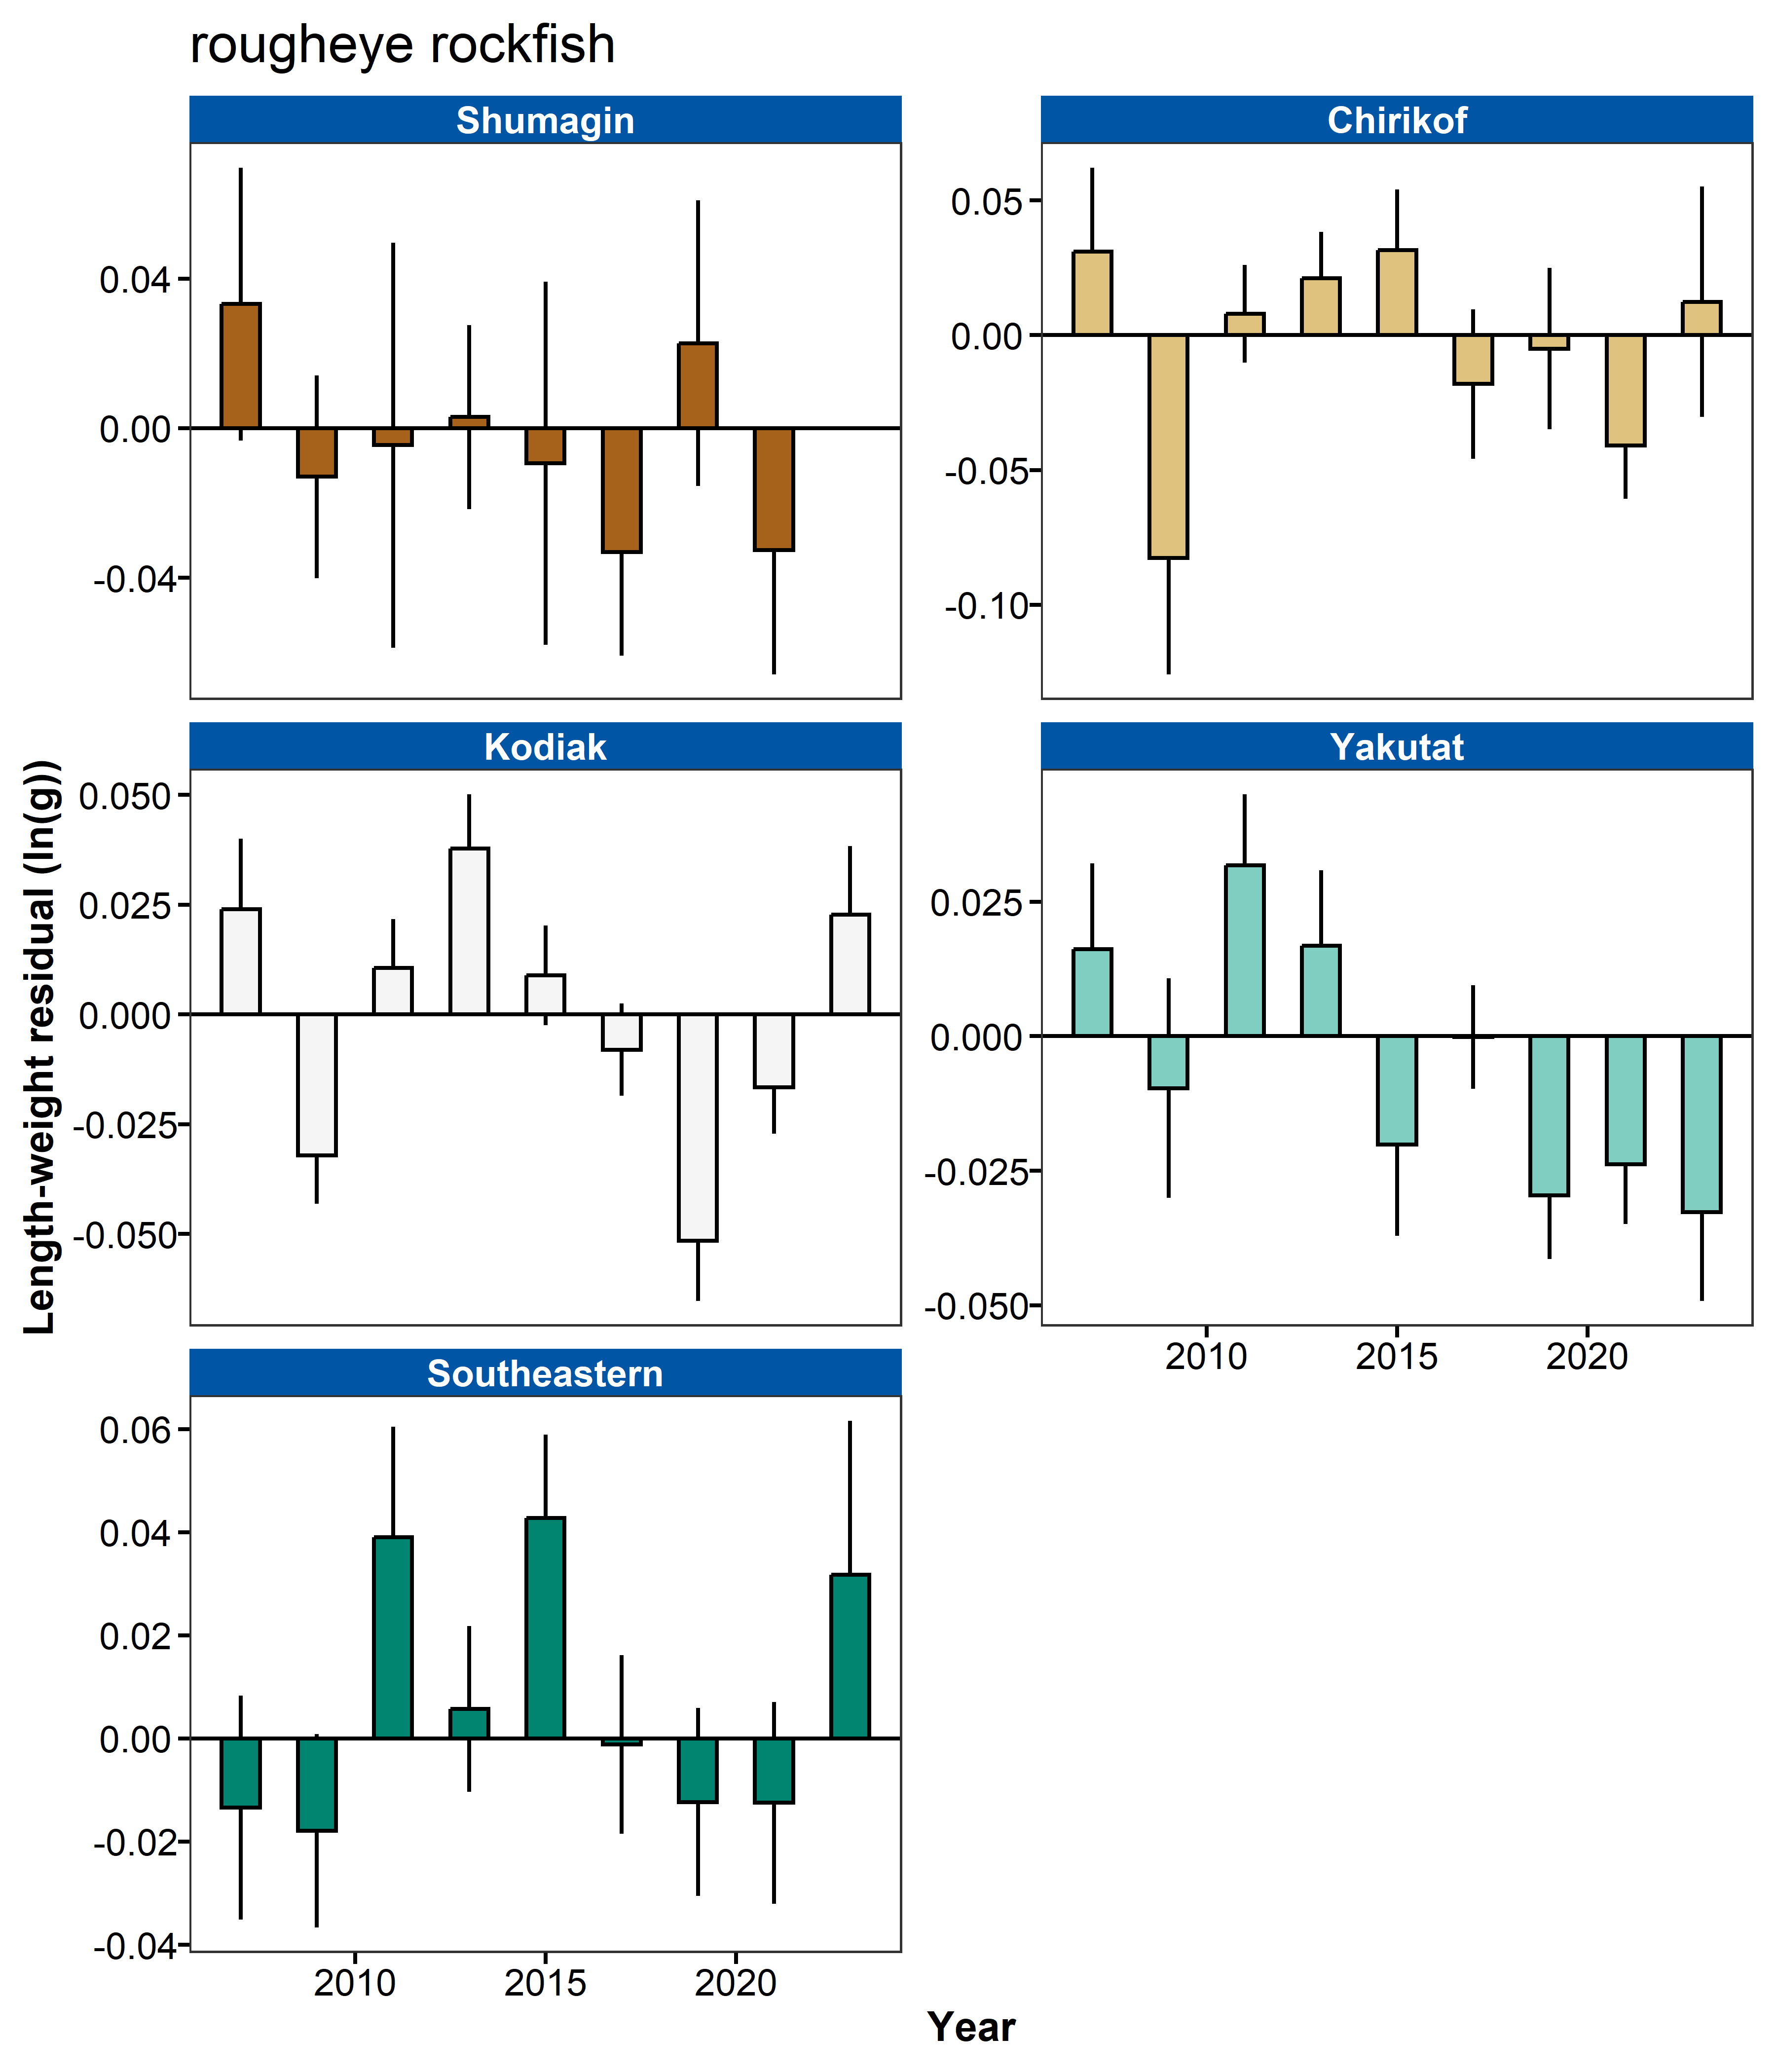 rougheye rockfish
Shumagin
0.04
0.00
-0.04
Chirikof
0.05
0.00
-0.05
-0.10
Length-weight residual (ln(g))
Kodiak
0.050
0.025
0.000
-0.025
-0.050
Yakutat
0.025
0.000
-0.025
-0.050
2010 2015 2020
Southeastern
0.06
0.04
0.02
0.00
-0.02
-0.04
2010 2015 2020
Year